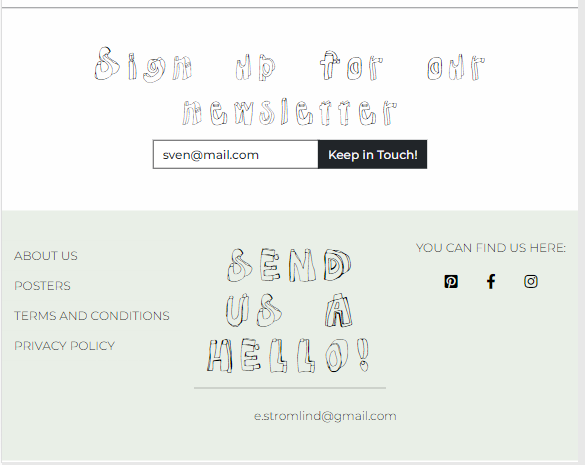 Sign up for our
newsletter
sven@mail.com Keep in Touch!
ABOUT US
POSTERS
TERMS AND CONDITIONS
PRIVACY POLICY
SEND
US A
HELLO!
e.stromlind@gmail.com
YOU CAN FIND US HERE: